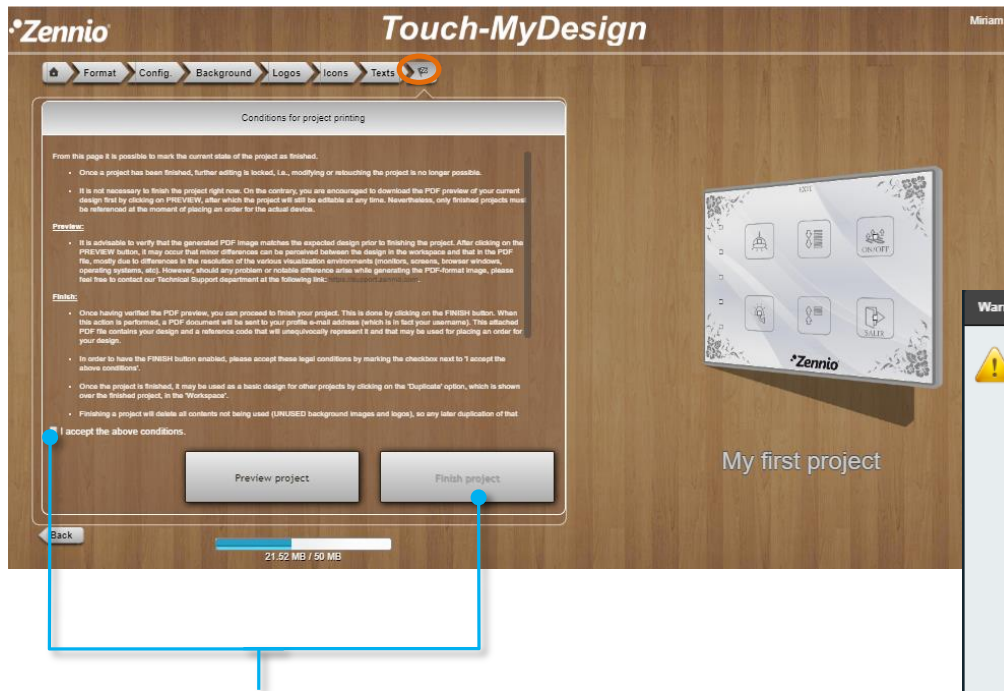 Zennio
Touch-MyDesign
Miriam
Format Config. Background Logos Icons Texts
Conditions for project printing
From this page it is possible to mark the current state of the project as finished.
• Once a project has been finished, further editing is locked, i.e., modifying or retouching the project is no longer possible.
• It is not necessary to finish the project right now. On the contrary, you are encouraged to download the PDF preview of your current
design first by clicking on PREVIEW, after which the project will still be editable at any time. Nevertheless, only finished projects must
be referenced at the moment of placing an order for the actual device.
Preview:
• It is advisable to verify that the generated PDF image matches the expected design prior to finishing the project. After clicking on the
PREVIEW button, it may occur that minor differences can be perceived between the design in the workspace and that in the PDF
file, mostly due to differences in the resolution of the various visualization environments (monitors, screens, browser windows,
operating systems, etc). However, should any problem or notable difference arise while generating the PDF-format image, please
feel free to contact our Technical Support department at the following link: https://support.zennio.com.
Finish:
• Once having verified the PDF preview, you can proceed to finish your project. This is done by clicking on the FINISH button. When
this action is performed, a PDF document will be sent to your profile e-mail address (which is in fact your username). This attached
PDF file contains your design and a reference code that will unequivocally represent it and that may be used for placing an order for
your design.
• In order to have the FINISH button enabled, please accept these legal conditions by marking the checkbox next to 'I accept the
above conditions'.
• Once the project is finished, it may be used as a basic design for other projects by clicking on the 'Duplicate' option, which is shown
over the finished project, in the 'Workspace'.
• Finishing a project will delete all contents not being used (UNUSED background images and logos), so any later duplication of that
I accept the above conditions.
Preview project
Finish project
Back
21.52 MB / 50 MB
ON/OFF
SALIR
Zennio
My first project
War